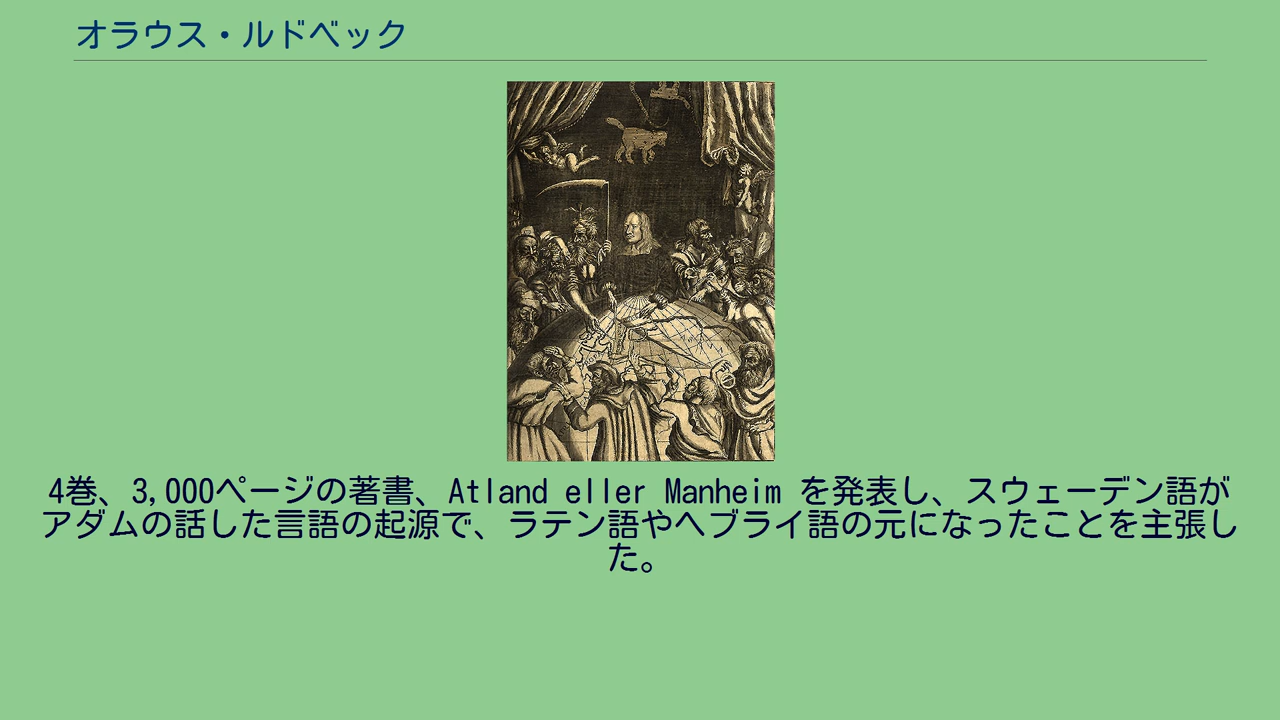 オラウス・ルドベック
4巻、3,000ページの著書、Atland eller Manheim を発表し、スウェーデン語が
アダムの話した言語の起源で、ラテン語やヘブライ語の元になったことを主張し
た。